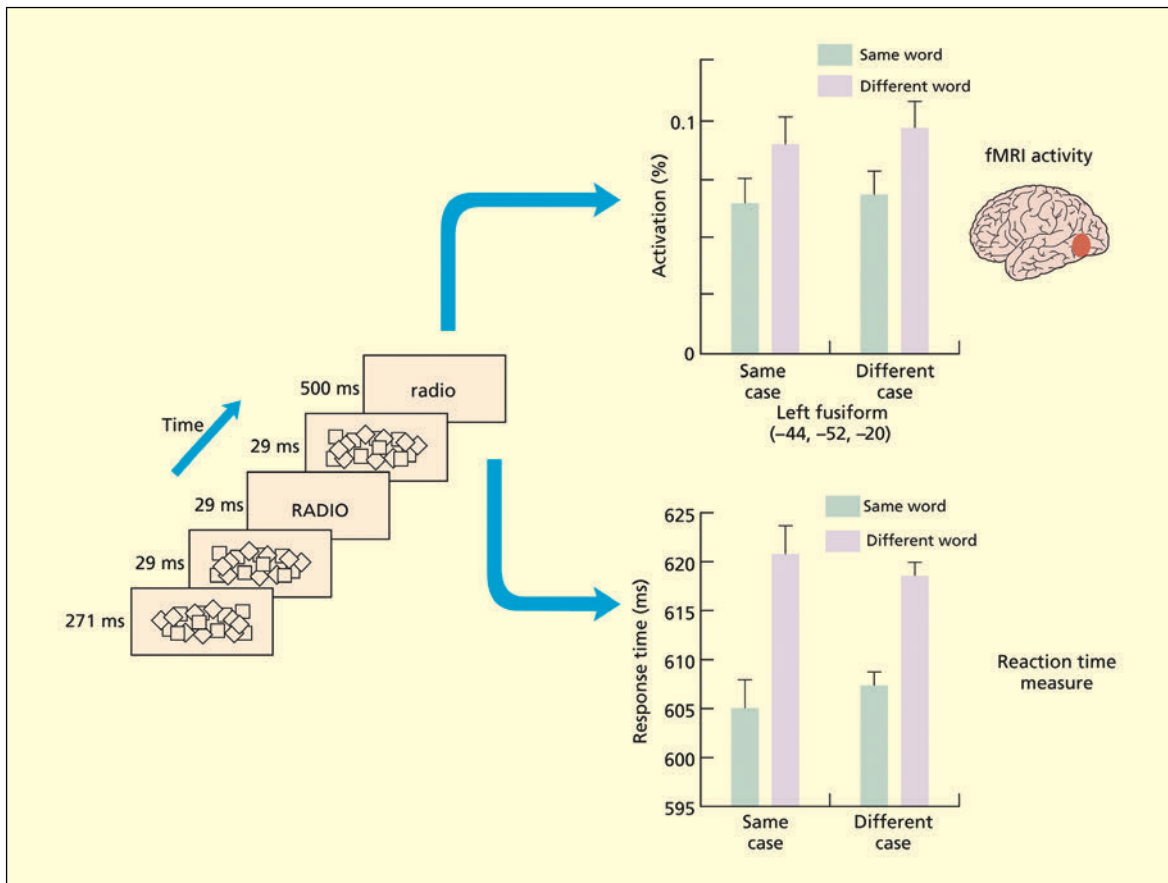 Same word
Different word
0.1
0
Activation (%)
fMRI activity
Same
case
Different
case
Left fusiform
(–44, –52, –20)
Time
500 ms
radio
29 ms
29 ms
RADIO
29 ms
271 ms
Same word
Different word
625
620
615
610
605
600
595
Response time (ms)
Reaction time
measure
Same
case
Different
case